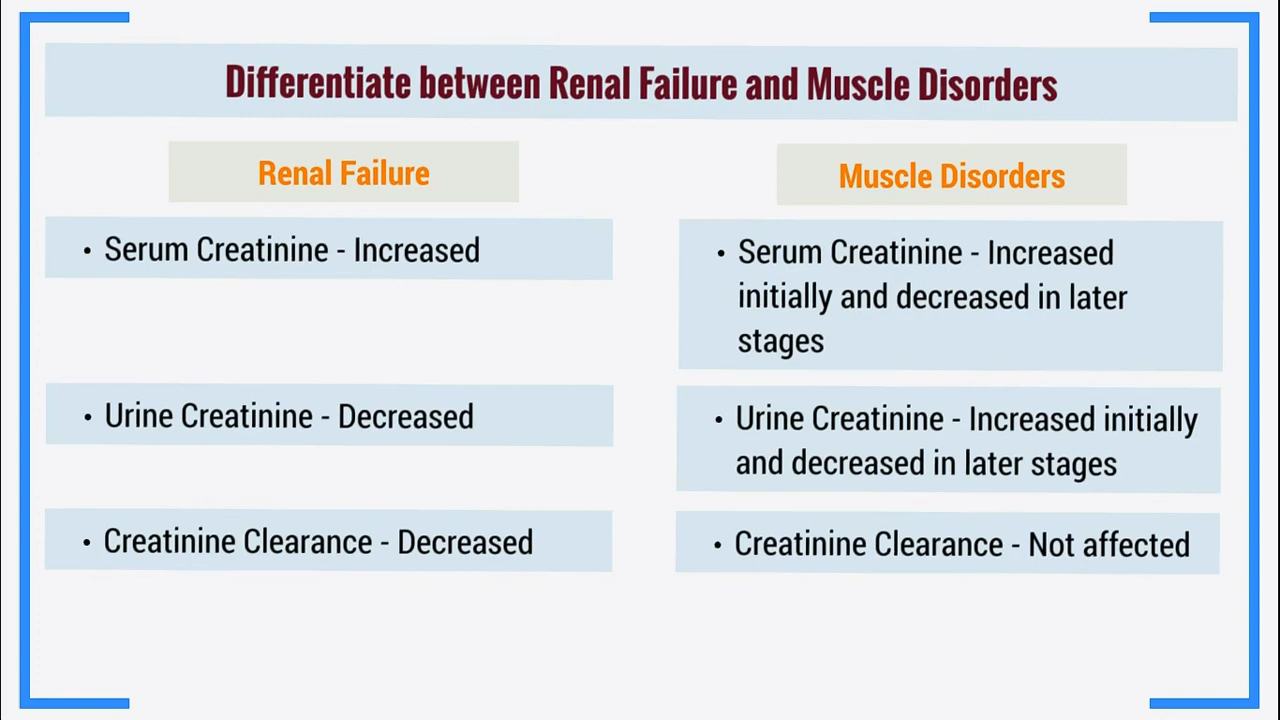 Differentiate between Renal Failure and Muscle Disorders
Renal Failure
• Serum Creatinine - Increased
• Urine Creatinine - Decreased
• Creatinine Clearance - Decreased
Muscle Disorders
• Serum Creatinine - Increased
initially and decreased in later
stages
• Urine Creatinine - Increased initially
and decreased in later stages
• Creatinine Clearance - Not affected